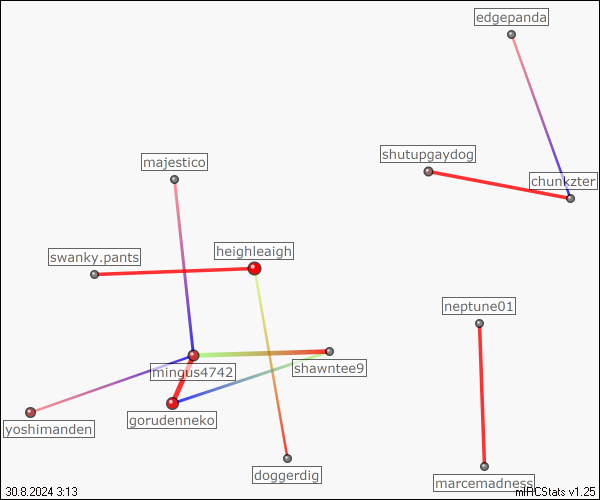 edgepanda
shutupgaydog
majestico
chunkzter
heighleaigh
swanky.pants
neptune01
shawntee9
mingus4742
gorudenneko
yoshimanden
doggerdig
marcemadness
30.8.2024 3:13
mIRCStats v1.25